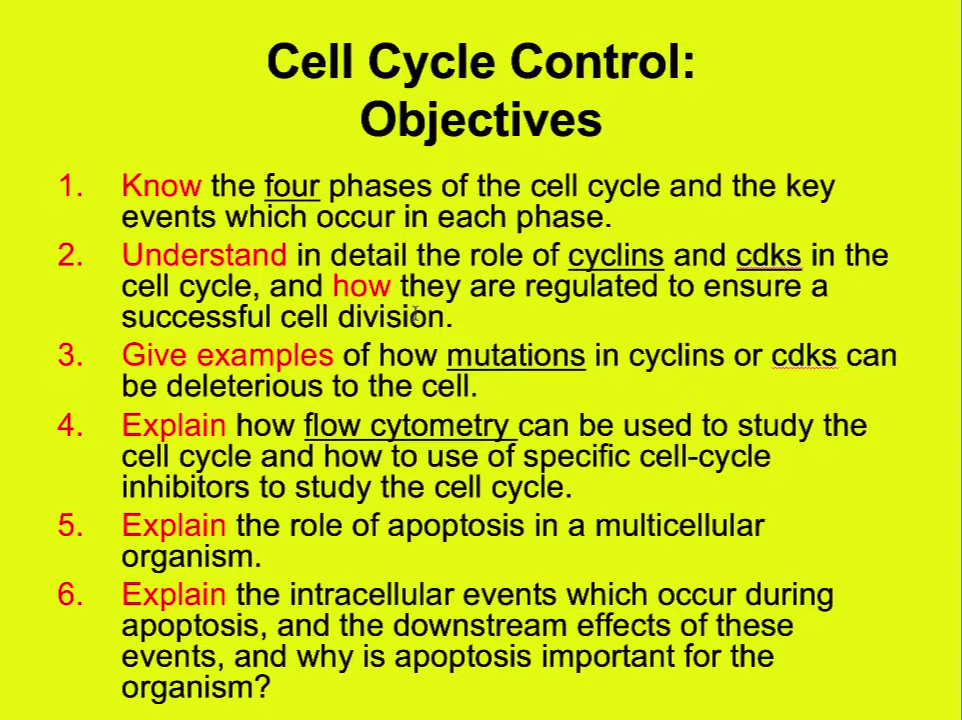 Cell Cycle Control:
Objectives
1. Know the four phases of the cell cycle and the key
events which occur in each phase.
2. Understand in detail the role of cyclins and cdks in the
cell cycle, and how they are regulated to ensure a
successful cell division.
3. Give examples of how mutations in cyclins or cdks can
be deleterious to the cell.
4. Explain how flow cytometry can be used to study the
cell cycle and how to use of specific cell-cycle
inhibitors to study the cell cycle.
5. Explain the role of apoptosis in a multicellular
organism.
6. Explain the intracellular events which occur during
apoptosis, and the downstream effects of these
events, and why is apoptosis important for the
organism?